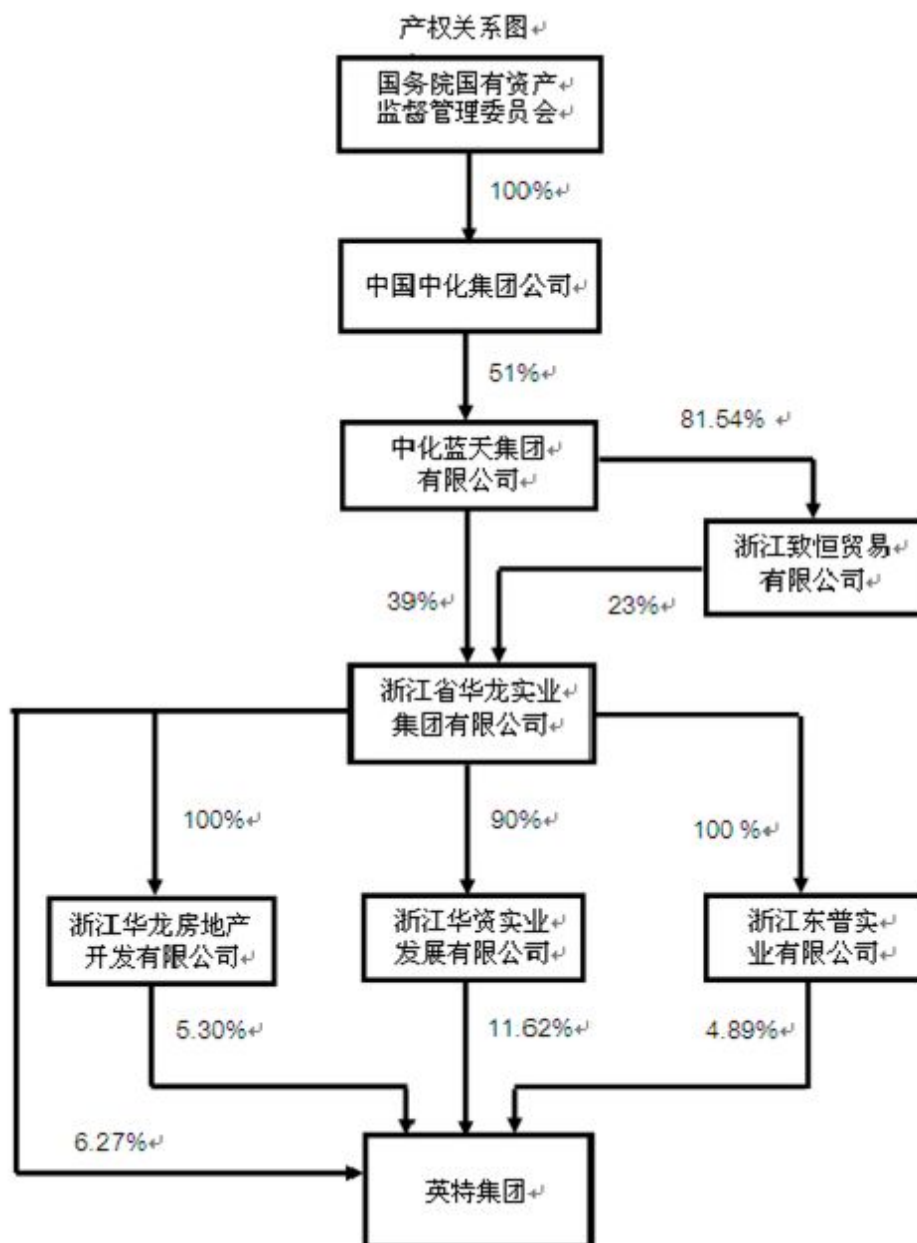 产权关系图
国务院国有资产
监督管理委员会
100%
中国中化集团公司
51%
81.54%
中化蓝天集团
有限公司
浙江致恒贸易
有限公司
39%
23%
浙江省华龙实业
集团有限公司
100%
90%
100 %
浙江华龙房地产
开发有限公司
浙江华资实业
发展有限公司
浙江东普实
业有限公司
5.30%
11.62%
4.89%
6.27%
英特集团